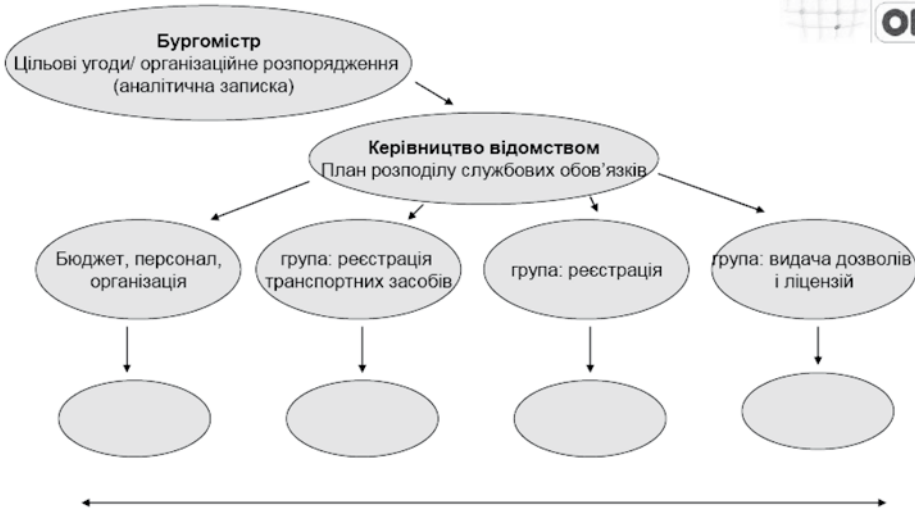 Бургомістр
Цільові угоди/ організаційне розпорядження
(аналітична записка)
Керівництво відомством
План розподілу службових обов’язків
Бюджет, персонал,
організація
група: реєстрація
транспортних засобів
група: реєстрація
група: видача дозволів
і ліцензій